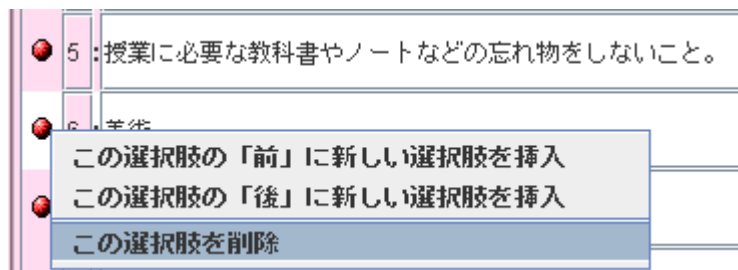 5 : 授業に必要な教科書やノートなどの忘れ物をしないこと。
6 : 美術
この選択肢の「前」に新しい選択肢を挿入
この選択肢の「後」に新しい選択肢を挿入
この選択肢を削除